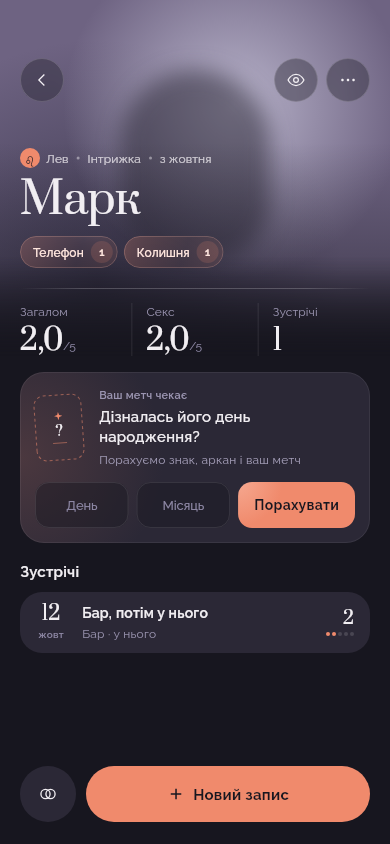 Лев • Інтрижка • з жовтня
Марк
Телефон 1 Колишня 1
Загалом Секс Зустрічі
2,0/5 2,0/5 1
Ваш метч чекає
Дізналась його день
народження?
?
Порахуємо знак, аркан і ваш метч
День Місяць Порахувати
Зустрічі
12 Бар, потім у нього 2
жовт Бар · у нього
+ Новий запис